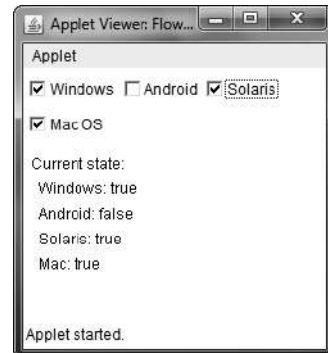 Applet Viewer: Flow...
Applet
Windows Android Solaris
Mac OS
Current state:
Windows: true
Android: false
Solaris: true
Mac: true
Applet started.